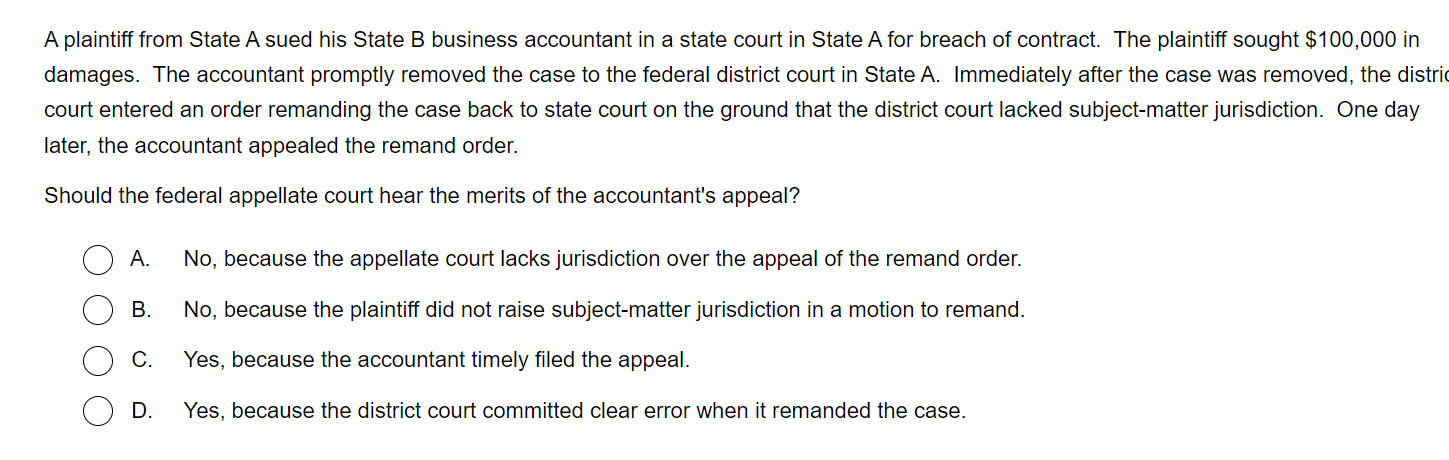 A plaintiff from State A sued his State B business accountant in a state court in State A for breach of contract.  The plaintiff sought $100,000 in
damages.  The accountant promptly removed the case to the federal district court in State A.  Immediately after the case was removed, the distric
court entered an order remanding the case back to state court on the ground that the district court lacked subject-matter jurisdiction.  One day
later, the accountant appealed the remand order.
Should the federal appellate court hear the merits of the accountant's appeal?
A. No, because the appellate court lacks jurisdiction over the appeal of the remand order.
B. No, because the plaintiff did not raise subject-matter jurisdiction in a motion to remand.
C. Yes, because the accountant timely filed the appeal.
D. Yes, because the district court committed clear error when it remanded the case.